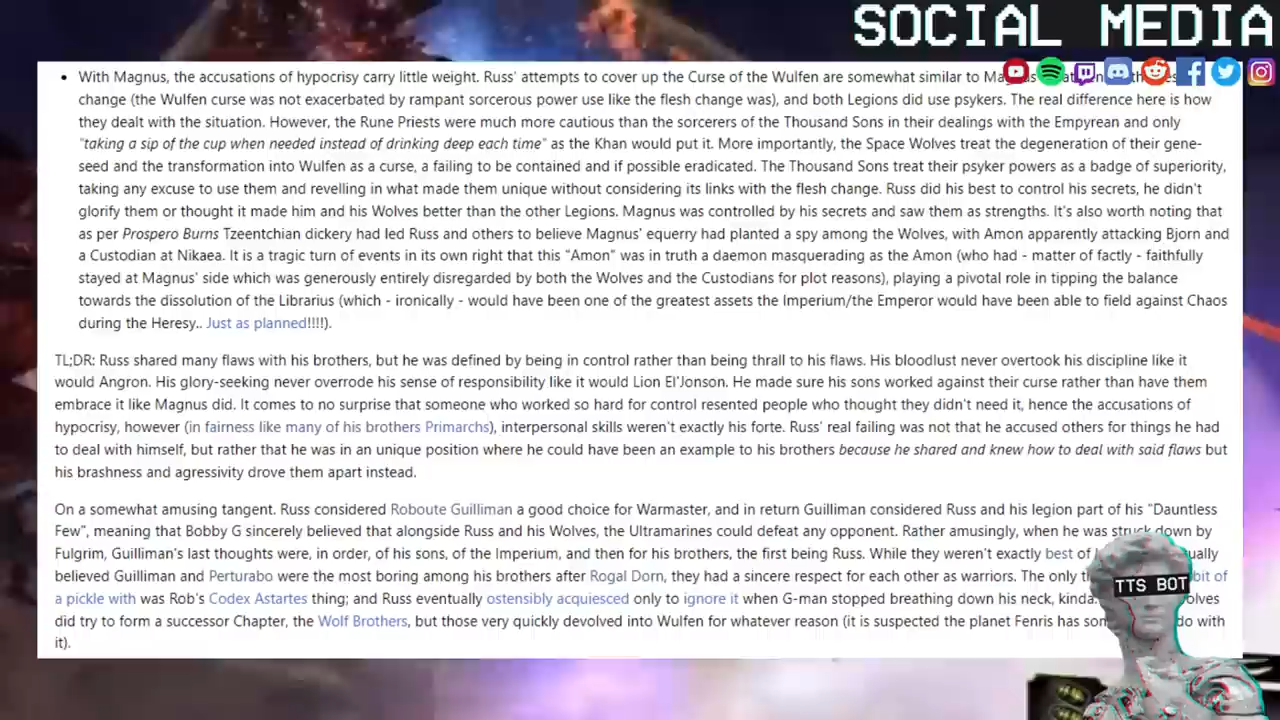 SOCIAL MEDIA
With Magnus, the accusations of hypocrisy carry little weight. Russ' attempts to cover up the Curse of the Wulfen are somewhat similar to
change (the Wulfen curse was not exacerbated by rampant sorcerous power use like the flesh change was), and both Legions did use psykers. The real difference here is how
they dealt with the situation. However, the Rune Priests were much more cautious than the sorcerers of the Thousand Sons in their dealings with the Empyrean and only
"taking a sip of the cup when needed instead of drinking deep each time" as the Khan would put it. More importantly, the Space Wolves treat the degeneration of their gene-
seed and the transformation into Wulfen as a curse, a failing to be contained and if possible eradicated. The Thousand Sons treat their psyker powers as a badge of superiority,
taking any excuse to use them and revelling in what made them unique without considering its links with the flesh change. Russ did his best to control his secrets, he didn't
glorify them or thought it made him and his Wolves better than the other Legions. Magnus was controlled by his secrets and saw them as strengths. It's also worth noting that
as per Prospero Burns Tzeentchian dickery had led Russ and others to believe Magnus' equerry had planted a spy among the Wolves, with Amon apparently attacking Bjorn and
a Custodian at Nikaea. It is a tragic turn of events in its own right that this "Amon" was in truth a daemon masquerading as the Amon (who had - matter of factly - faithfully
stayed at Magnus' side which was generously entirely disregarded by both the Wolves and the Custodians for plot reasons), playing a pivotal role in tipping the balance
towards the dissolution of the Librarius (which - ironically - would have been one of the greatest assets the Imperium/the Emperor would have been able to field against Chaos
during the Heresy.. Just as planned!!!!).
TL;DR: Russ shared many flaws with his brothers, but he was defined by being in control rather than being thrall to his flaws. His bloodlust never overtook his discipline like it
would Angron. His glory-seeking never overrode his sense of responsibility like it would Lion El'Jonson. He made sure his sons worked against their curse rather than have them
embrace it like Magnus did. It comes to no surprise that someone who worked so hard for control resented people who thought they didn't need it, hence the accusations of
hypocrisy, however (in fairness like many of his brothers Primarchs), interpersonal skills weren't exactly his forte. Russ' real failing was not that he accused others for things he had
to deal with himself, but rather that he was in an unique position where he could have been an example to his brothers because he shared and knew how to deal with said flaws but
his brashness and agressivity drove them apart instead.
On a somewhat amusing tangent. Russ considered Roboute Guilliman a good choice for Warmaster, and in return Guilliman considered Russ and his legion part of his "Dauntless
Few", meaning that Bobby G sincerely believed that alongside Russ and his Wolves, the Ultramarines could defeat any opponent. Rather amusingly, when he was struck down by
Fulgrim, Guilliman's last thoughts were, in order, of his sons, of the Imperium, and then for his brothers, the first being Russ. While they weren't exactly best of
believed Guilliman and Perturabo were the most boring among his brothers after Rogal Dorn, they had a sincere respect for each other as warriors. The only bit of
a pickle with was Rob's Codex Astartes thing; and Russ eventually ostensibly acquiesced only to ignore it when G-man stopped breathing down his neck, kinda.
did try to form a successor Chapter, the Wolf Brothers, but those very quickly devolved into Wulfen for whatever reason (it is suspected the planet Fenris has do with
it).
TTS BOT